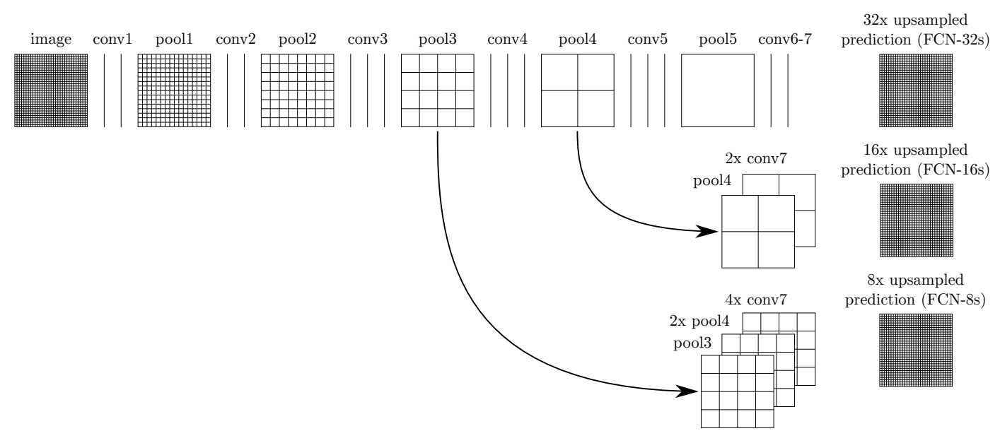 image
conv1
pool1
conv2
pool2
conv3
pool3
conv4
pool4
conv5
pool5
conv6-7
32x upsampled
prediction (FCN-32s)
2x conv7
pool4
16x upsampled
prediction (FCN-16s)
4x conv7
2x pool4
pool3
8x upsampled
prediction (FCN-8s)